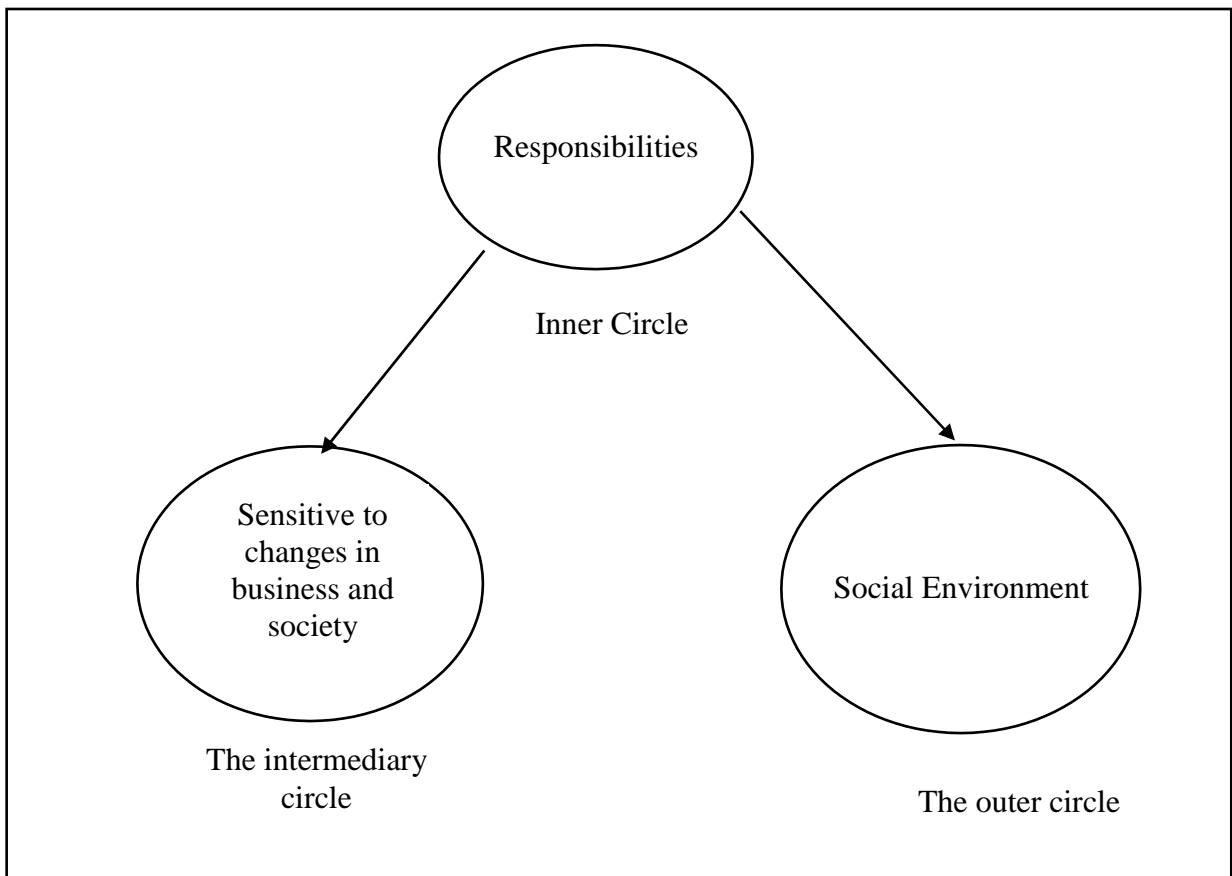 Responsibilities
Inner Circle
Sensitive to
changes in
business and
society
Social Environment
The intermediary
circle
The outer circle